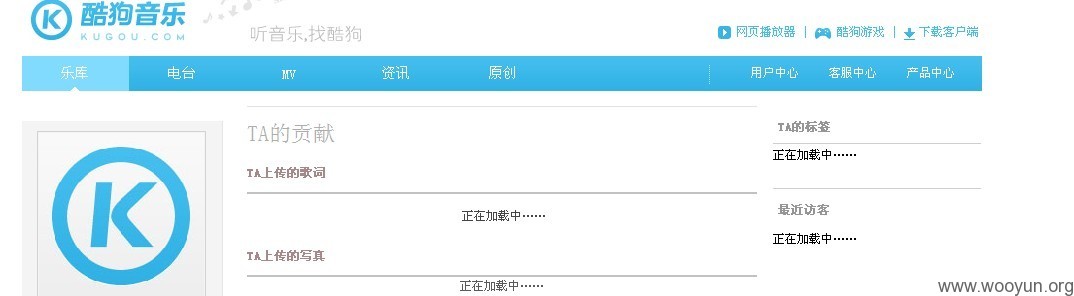 酷狗音乐
KUGOU.COM
听音乐,找酷狗
网页播放器 | 酷狗游戏 | 下载客户端
乐库 电台 MV 资讯 原创 用户中心 客服中心 产品中心
TA的贡献
TA上传的歌词
正在加载中……
TA上传的写真
正在加载中……
TA的标签
正在加载中……
最近访客
正在加载中……
K
www.wooyun.org